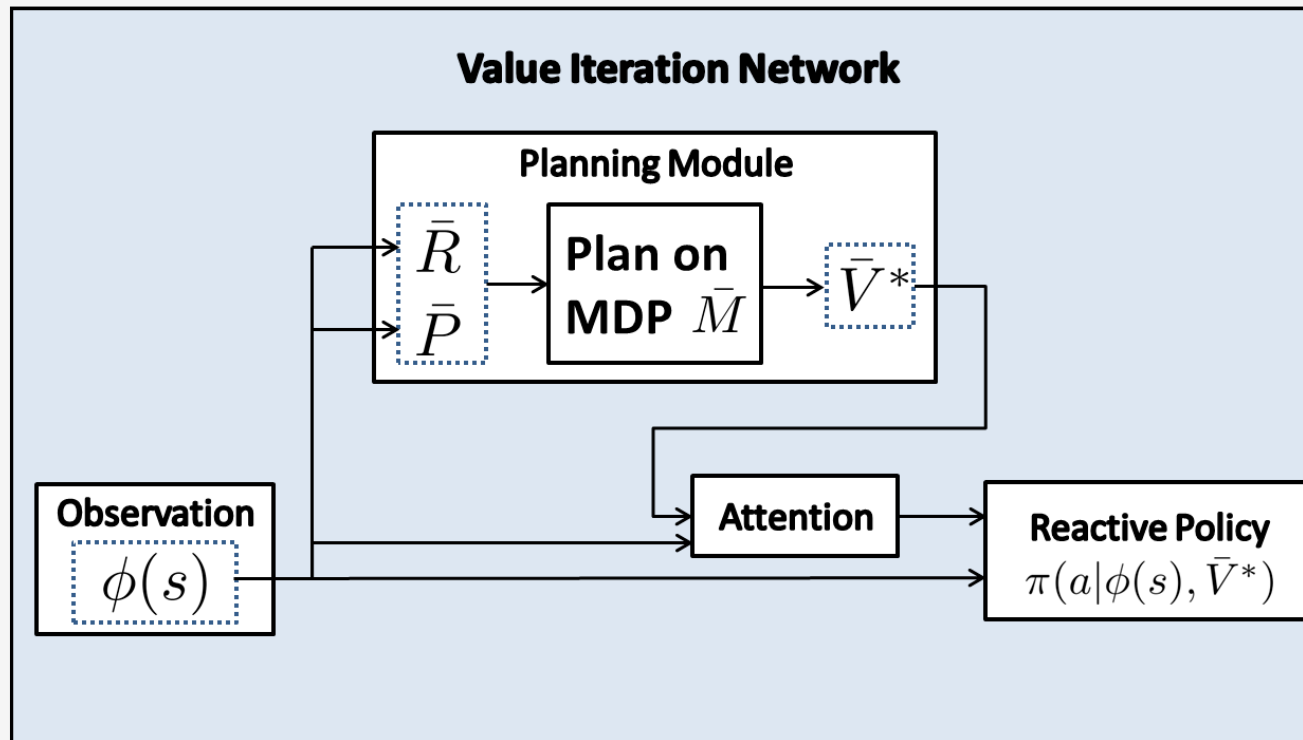 Value Iteration Network
Planning Module
R̄
P̄
Plan on
MDP M̄
V̄*
Observation
ϕ(s)
Attention
Reactive Policy
π(a|ϕ(s), V̄*)